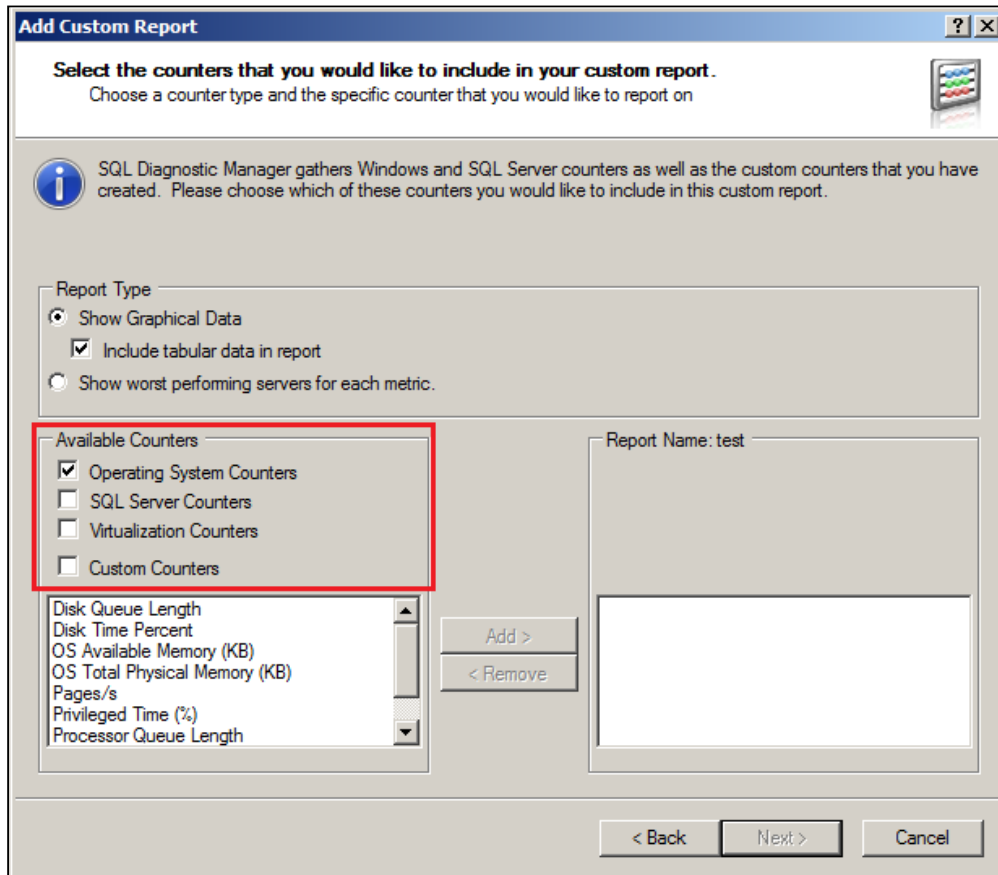 Add Custom Report
Select the counters that you would like to include in your custom report.
Choose a counter type and the specific counter that you would like to report on
SQL Diagnostic Manager gathers Windows and SQL Server counters as well as the custom counters that you have
created. Please choose which of these counters you would like to include in this custom report.
Report Type
Show Graphical Data
Include tabular data in report
Show worst performing servers for each metric.
Available Counters
Operating System Counters
SQL Server Counters
Virtualization Counters
Custom Counters
Disk Queue Length
Disk Time Percent
OS Available Memory (KB)
OS Total Physical Memory (KB)
Pages/s
Privileged Time (%)
Processor Queue Length
Add >
< Remove
Report Name: test
< Back
Next >
Cancel